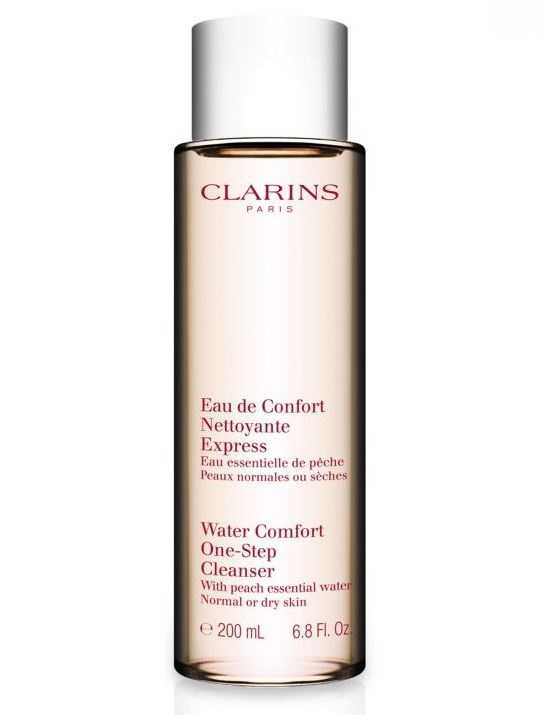 CLARINS
PARIS
Eau de Confort
Nettoyante
Express
Eau essentielle de pêche
Peaux normales ou sèches
Water Comfort
One-Step
Cleanser
With peach essential water
Normal or dry skin
℮ 200 mL 6.8 Fl. Oz.